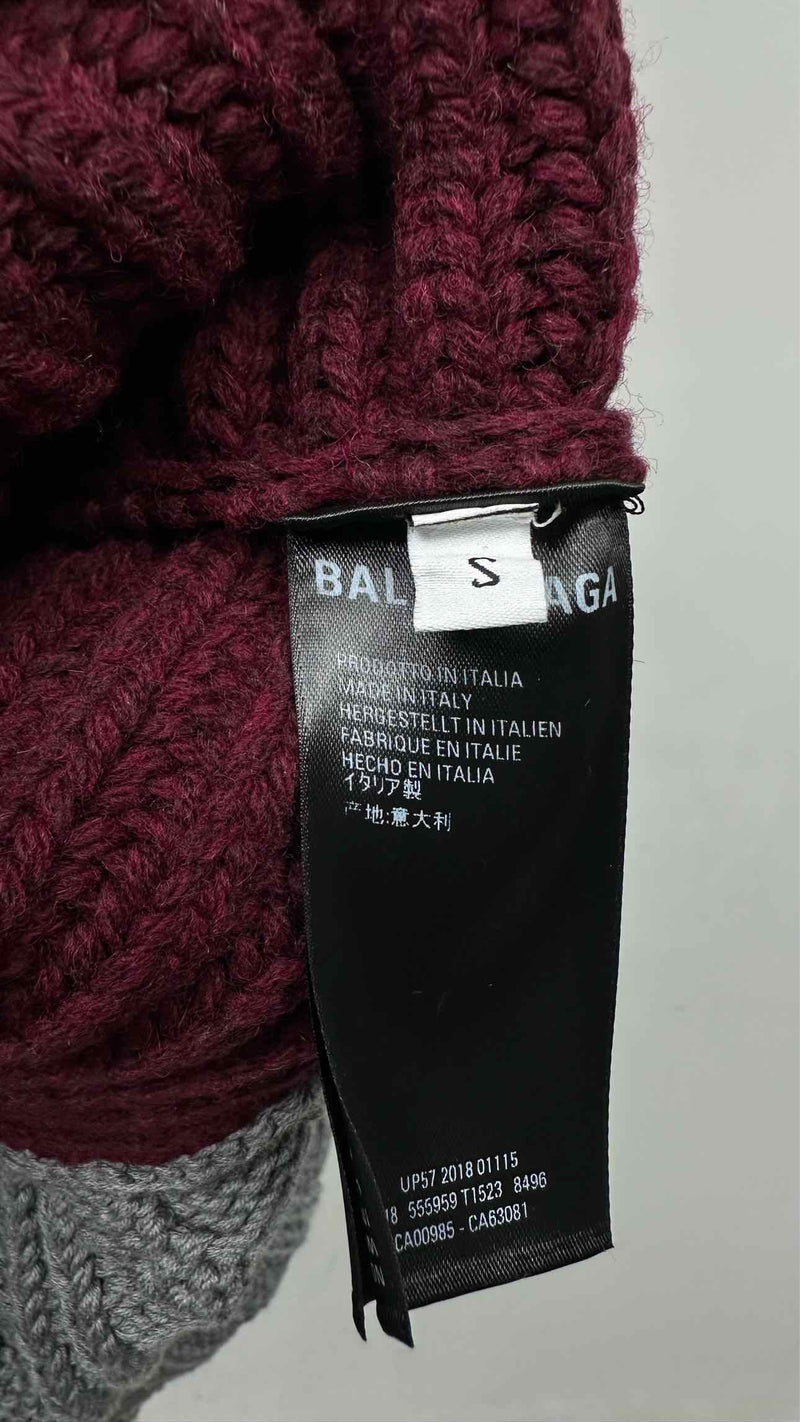 S
BAL AGA
PRODOTTO IN ITALIA
MADE IN ITALY
HERGESTELLT IN ITALIEN
FABRIQUE EN ITALIE
HECHO EN ITALIA
イタリア製
产地:意大利
UP57 2018 01115
18 555959 T1523 8496
CA00985 - CA63081